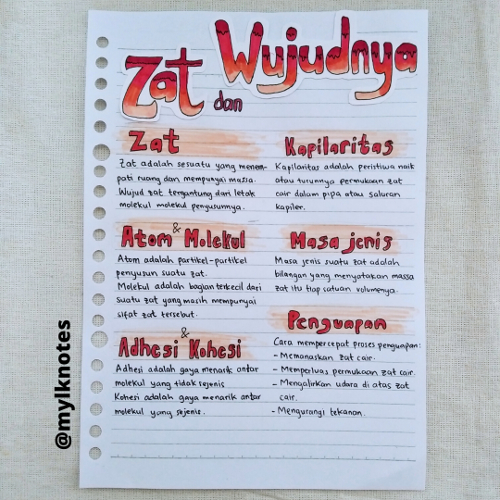 Zat dan Wujudnya
Zat
Zat adalah sesuatu yang menem-
pati ruang dan mempunyai massa.
Wujud zat tergantung dari letak
molekul molekul penyusunnya.
Atom & Molekul
Atom adalah partikel-partikel
penyusun suatu zat.
Molekul adalah bagian terkecil dari
suatu zat yang masih mempunyai
sifat zat tersebut.
Adhesi & Kohesi
Adhesi adalah gaya menarik antar
molekul yang tidak sejenis
Kohesi adalah gaya menarik antar
molekul yang sejenis.
Kapilaritas
Kapilaritas adalah peristiwa naik
atau turunnya permukaan zat
cair dalam pipa atau saluran
kapiler.
Masa jenis
Masa jenis suatu zat adalah
bilangan yang menyatakan massa
zat itu tiap satuan volumenya.
Penguapan
Cara mempercepat proses penguapan:
- Memanaskan zat cair.
- Memperluas permukaan zat cair.
- Mengalirkan udara di atas zat
cair.
- Mengurangi tekanan.
@mylknotes